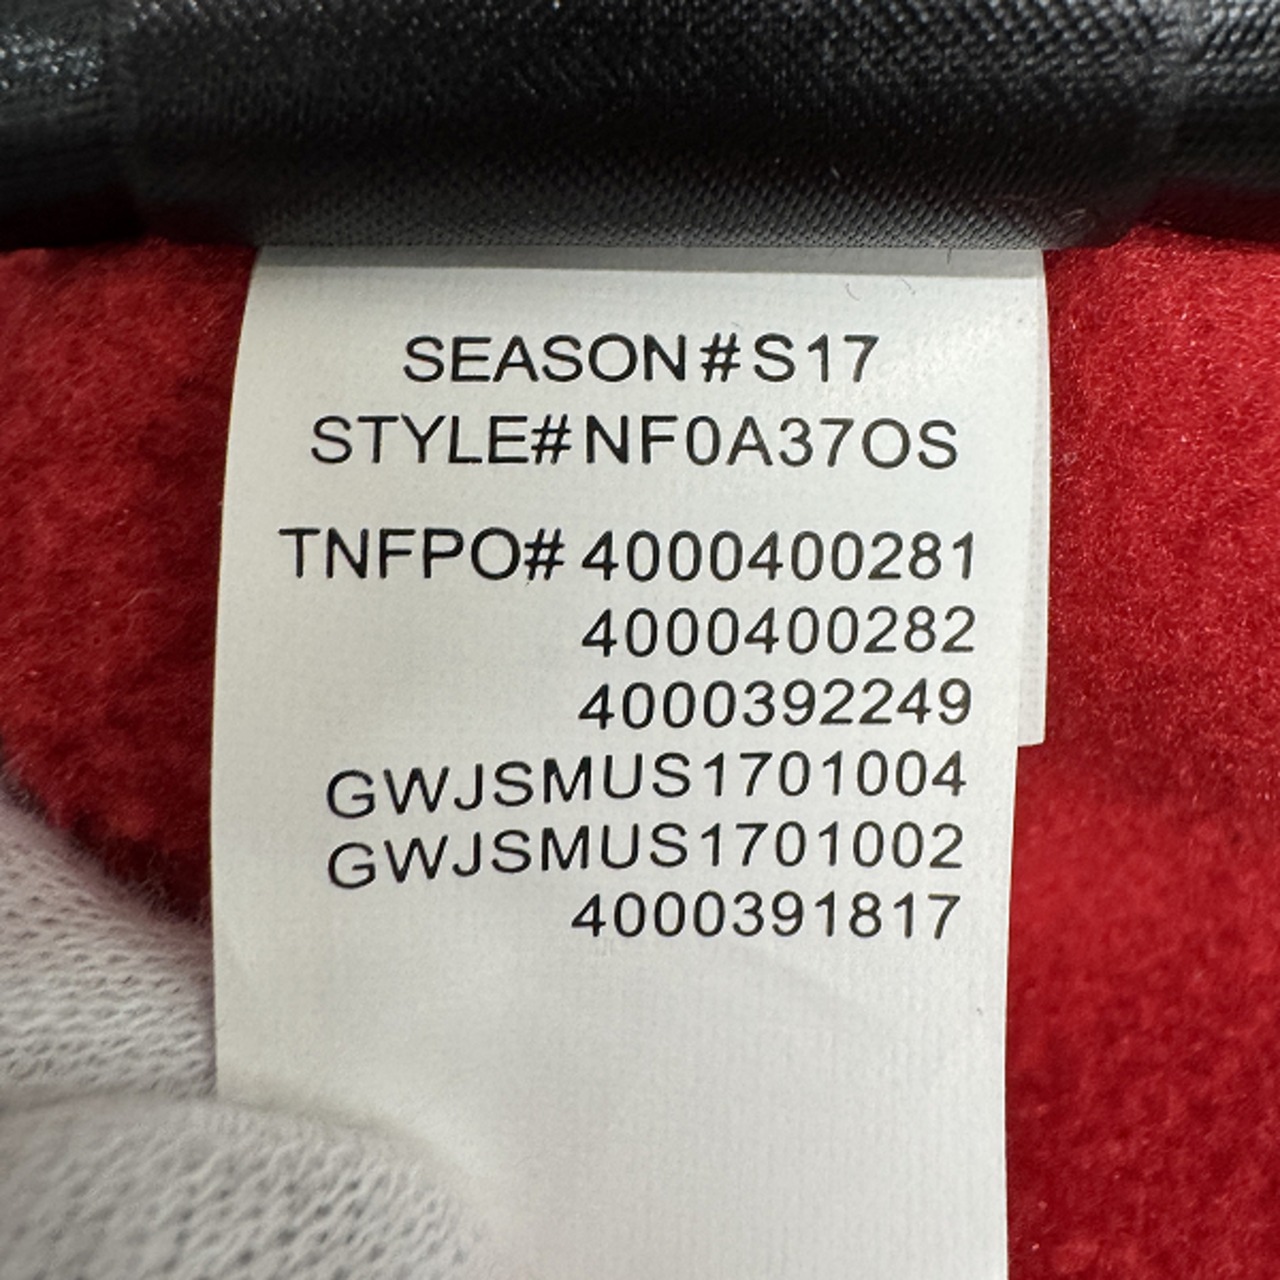 SEASON#S17
STYLE#NF0A37OS
TNFPO#4000400281
4000400282
4000392249
GWJSMUS1701004
GWJSMUS1701002
4000391817